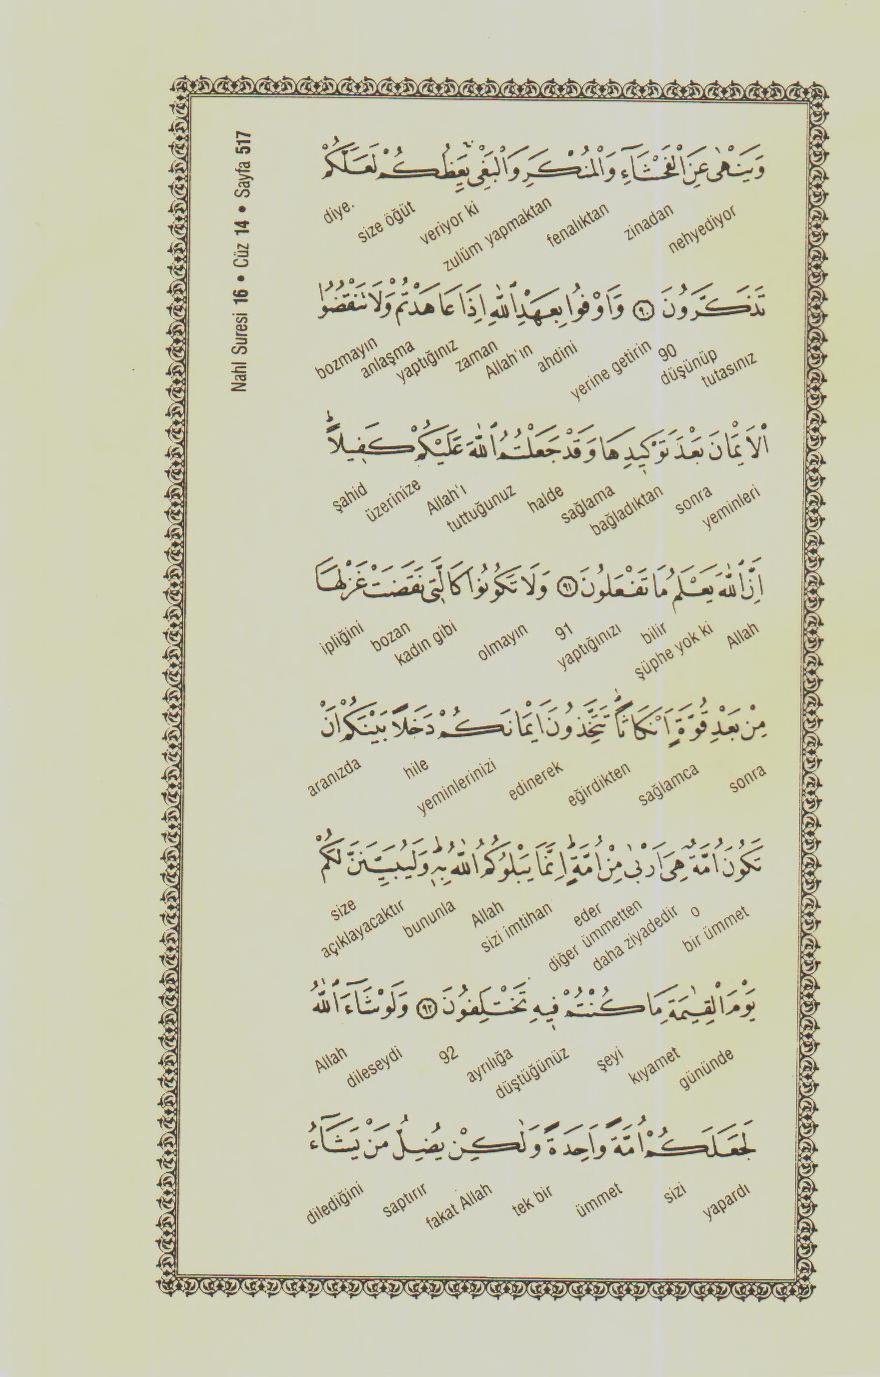 Nahl Suresi 16 • Cüz 14 • Sayfa 517
وَيَنْهٰى عَنِ الْفَحْشَٓاءِ وَالْمُنْكَرِ وَالْبَغْيِۚ يَعِظُكُمْ لَعَلَّكُمْ
nehyediyor zinadan fenalıktan zulüm yapmaktan veriyor ki size öğüt diye.
تَذَكَّرُونَ ﴿٩٠﴾ وَاَوْفُوا بِعَهْدِ اللّٰهِ اِذَا عَاهَدْتُمْ وَلَا تَنْقُضُوا
tutasınız düşünüp 90 yerine getirin ahdini Allah'ın zaman yaptığınız anlaşma bozmayın
الْاَيْمَانَ بَعْدَ تَوْكِيدِهَا وَقَدْ جَعَلْتُمُ اللّٰهَ عَلَيْكُمْ كَفِيلًاۜ
yeminleri sonra bağladıktan sağlama halde tuttuğunuz Allah'ı üzerinize şahid
اِنَّ اللّٰهَ يَعْلَمُ مَا تَفْعَلُونَ ﴿٩١﴾ وَلَا تَكُونُوا كَالَّتِي نَقَضَتْ غَزْلَهَا
Allah şüphe yok ki bilir yaptığınızı 91 olmayın kadın gibi bozan ipliğini
مِنْ بَعْدِ قُوَّةٍ اَنْكَاثًاۜ تَتَّخِذُونَ اَيْمَانَكُمْ دَخَلًا بَيْنَكُمْ اَنْ
sonra sağlamca eğirdikten edinerek yeminlerinizi hile aranızda
تَكُونَ اُمَّةٌ هِيَ اَرْبٰى مِنْ اُمَّةٍۜ اِنَّمَا يَبْلُوكُمُ اللّٰهُ بِهِۜ وَلَيُبَيِّنَنَّ لَكُمْ
bir ümmet o daha ziyadedir diğer ümmetten eder sizi imtihan Allah bununla açıklayacaktır size
يَوْمَ الْقِيٰمَةِ مَا كُنْتُمْ فِيهِ تَخْتَلِفُونَ ﴿٩٢﴾ وَلَوْ شَٓاءَ اللّٰهُ
gününde kıyamet şeyi düştüğünüz ayrılığa 92 dileseydi Allah
لَجَعَلَكُمْ اُمَّةً وَاحِدَةً وَلٰكِنْ يُضِلُّ مَنْ يَشَٓاءُ
yapardı sizi ümmet tek bir fakat Allah saptırır dilediğini